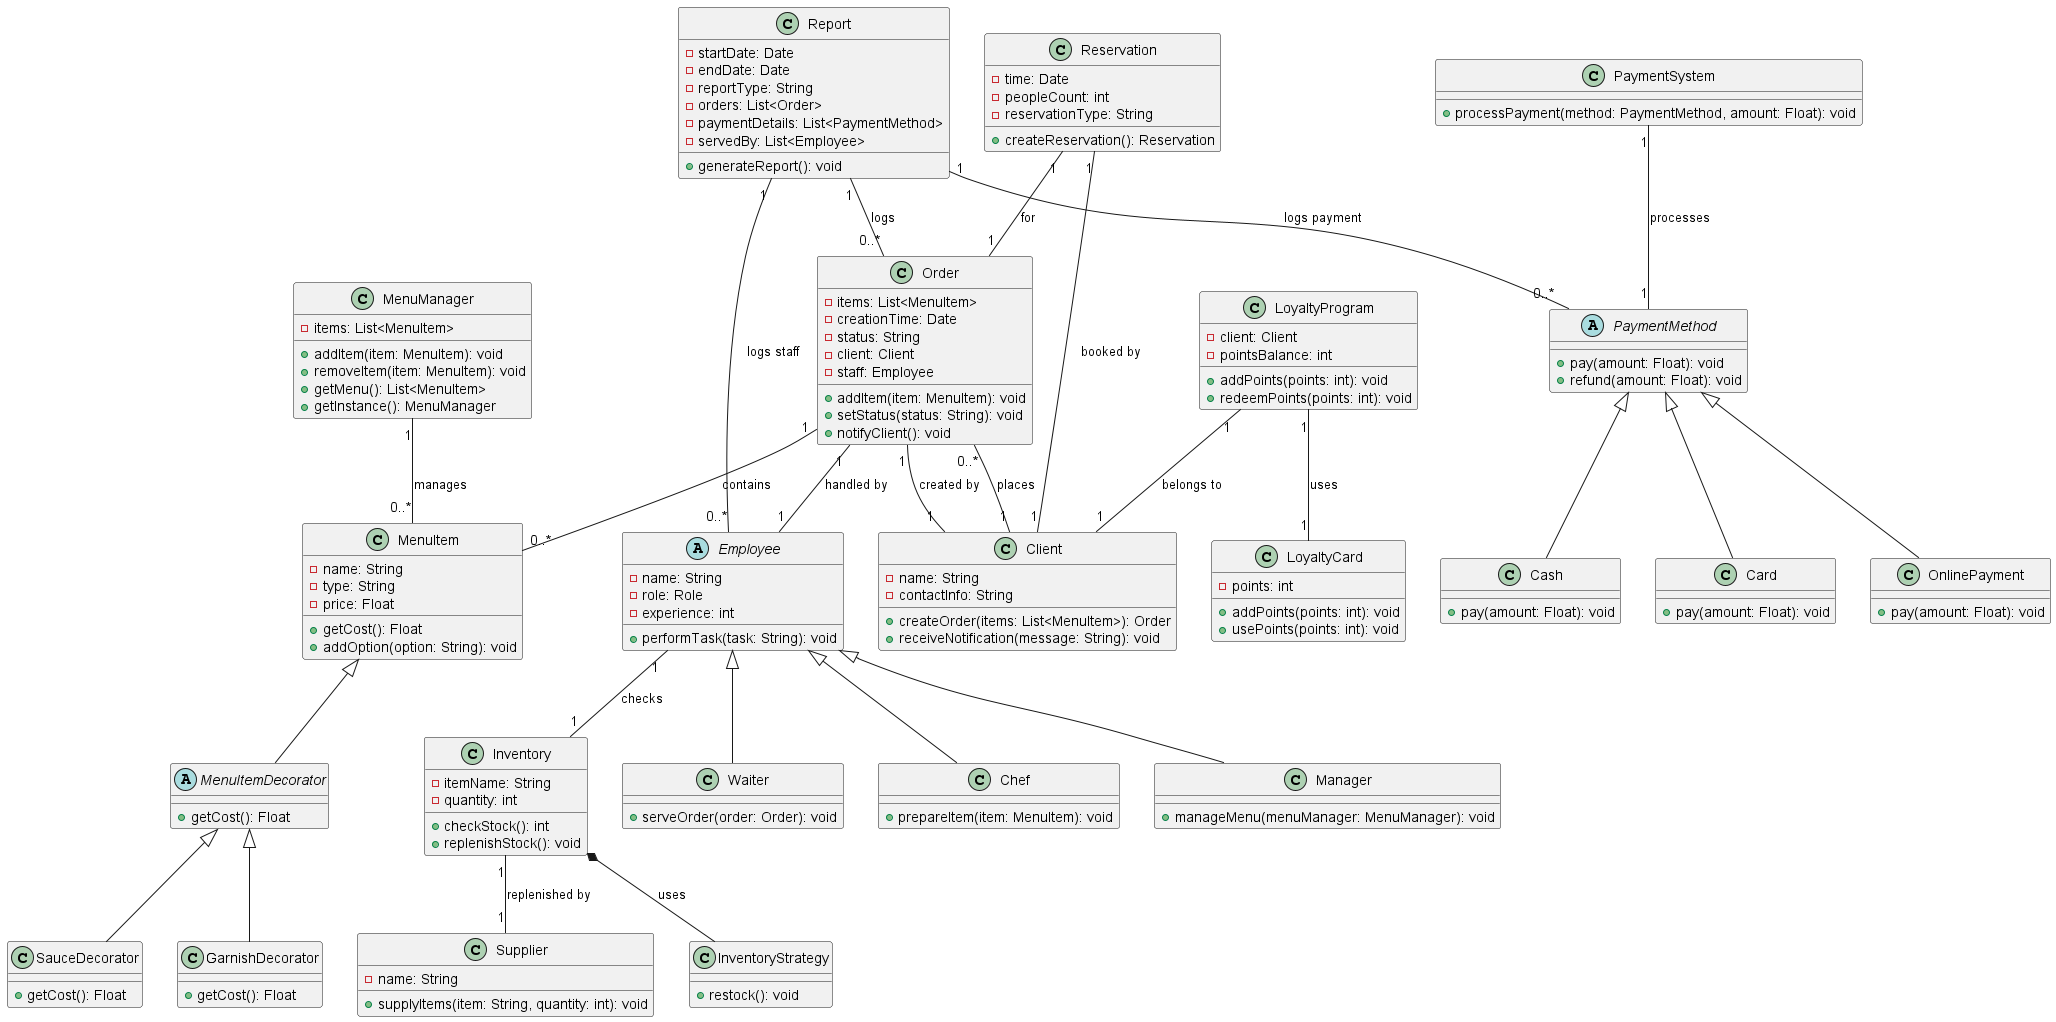 C Report
startDate: Date
endDate: Date
reportType: String
orders: List<Order>
paymentDetails: List<PaymentMethod>
servedBy: List<Employee>
generateReport(): void
C Reservation
time: Date
peopleCount: int
reservationType: String
createReservation(): Reservation
C PaymentSystem
processPayment(method: PaymentMethod, amount: Float): void
1
1
1
1
1
1
logs
for
logs payment
processes
0..*
1
0..*
1
C MenuManager
items: List<MenuItem>
addItem(item: MenuItem): void
removeItem(item: MenuItem): void
getMenu(): List<MenuItem>
getInstance(): MenuManager
C Order
items: List<MenuItem>
creationTime: Date
status: String
client: Client
staff: Employee
addItem(item: MenuItem): void
setStatus(status: String): void
notifyClient(): void
C LoyaltyProgram
client: Client
pointsBalance: int
addPoints(points: int): void
redeemPoints(points: int): void
A PaymentMethod
pay(amount: Float): void
refund(amount: Float): void
logs staff
booked by
1
1
1
1
0..*
1
1
manages
contains
handled by
created by
places
belongs to
uses
0..*
0..*
0..*
1
1
1
1
1
1
C MenuItem
name: String
type: String
price: Float
getCost(): Float
addOption(option: String): void
A Employee
name: String
role: Role
experience: int
performTask(task: String): void
C Client
name: String
contactInfo: String
createOrder(items: List<MenuItem>): Order
receiveNotification(message: String): void
C LoyaltyCard
points: int
addPoints(points: int): void
usePoints(points: int): void
C Cash
pay(amount: Float): void
C Card
pay(amount: Float): void
C OnlinePayment
pay(amount: Float): void
1
checks
1
A MenuItemDecorator
getCost(): Float
C Inventory
itemName: String
quantity: int
checkStock(): int
replenishStock(): void
C Waiter
serveOrder(order: Order): void
C Chef
prepareItem(item: MenuItem): void
C Manager
manageMenu(menuManager: MenuManager): void
1
replenished by
uses
1
C SauceDecorator
getCost(): Float
C GarnishDecorator
getCost(): Float
C Supplier
name: String
supplyItems(item: String, quantity: int): void
C InventoryStrategy
restock(): void